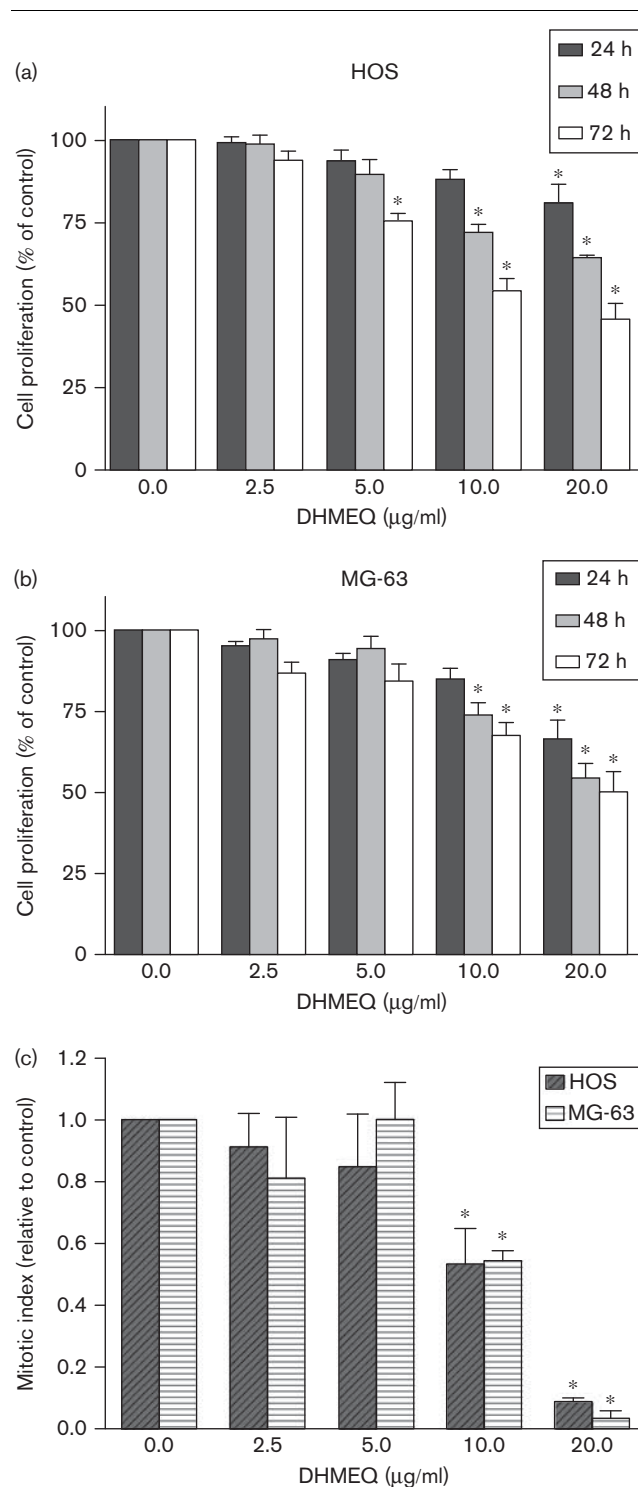 (a)
HOS
24 h
48 h
72 h
Cell proliferation (% of control)
100
75
50
25
0
*
*
*
*
*
*
0.0 2.5 5.0 10.0 20.0
DHMEQ (μg/ml)
(b)
MG-63
24 h
48 h
72 h
Cell proliferation (% of control)
100
75
50
25
0
*
*
*
*
*
0.0 2.5 5.0 10.0 20.0
DHMEQ (μg/ml)
(c)
HOS
MG-63
Mitotic index (relative to control)
1.2
1.0
0.8
0.6
0.4
0.2
0.0
* *
* *
0.0 2.5 5.0 10.0 20.0
DHMEQ (μg/ml)